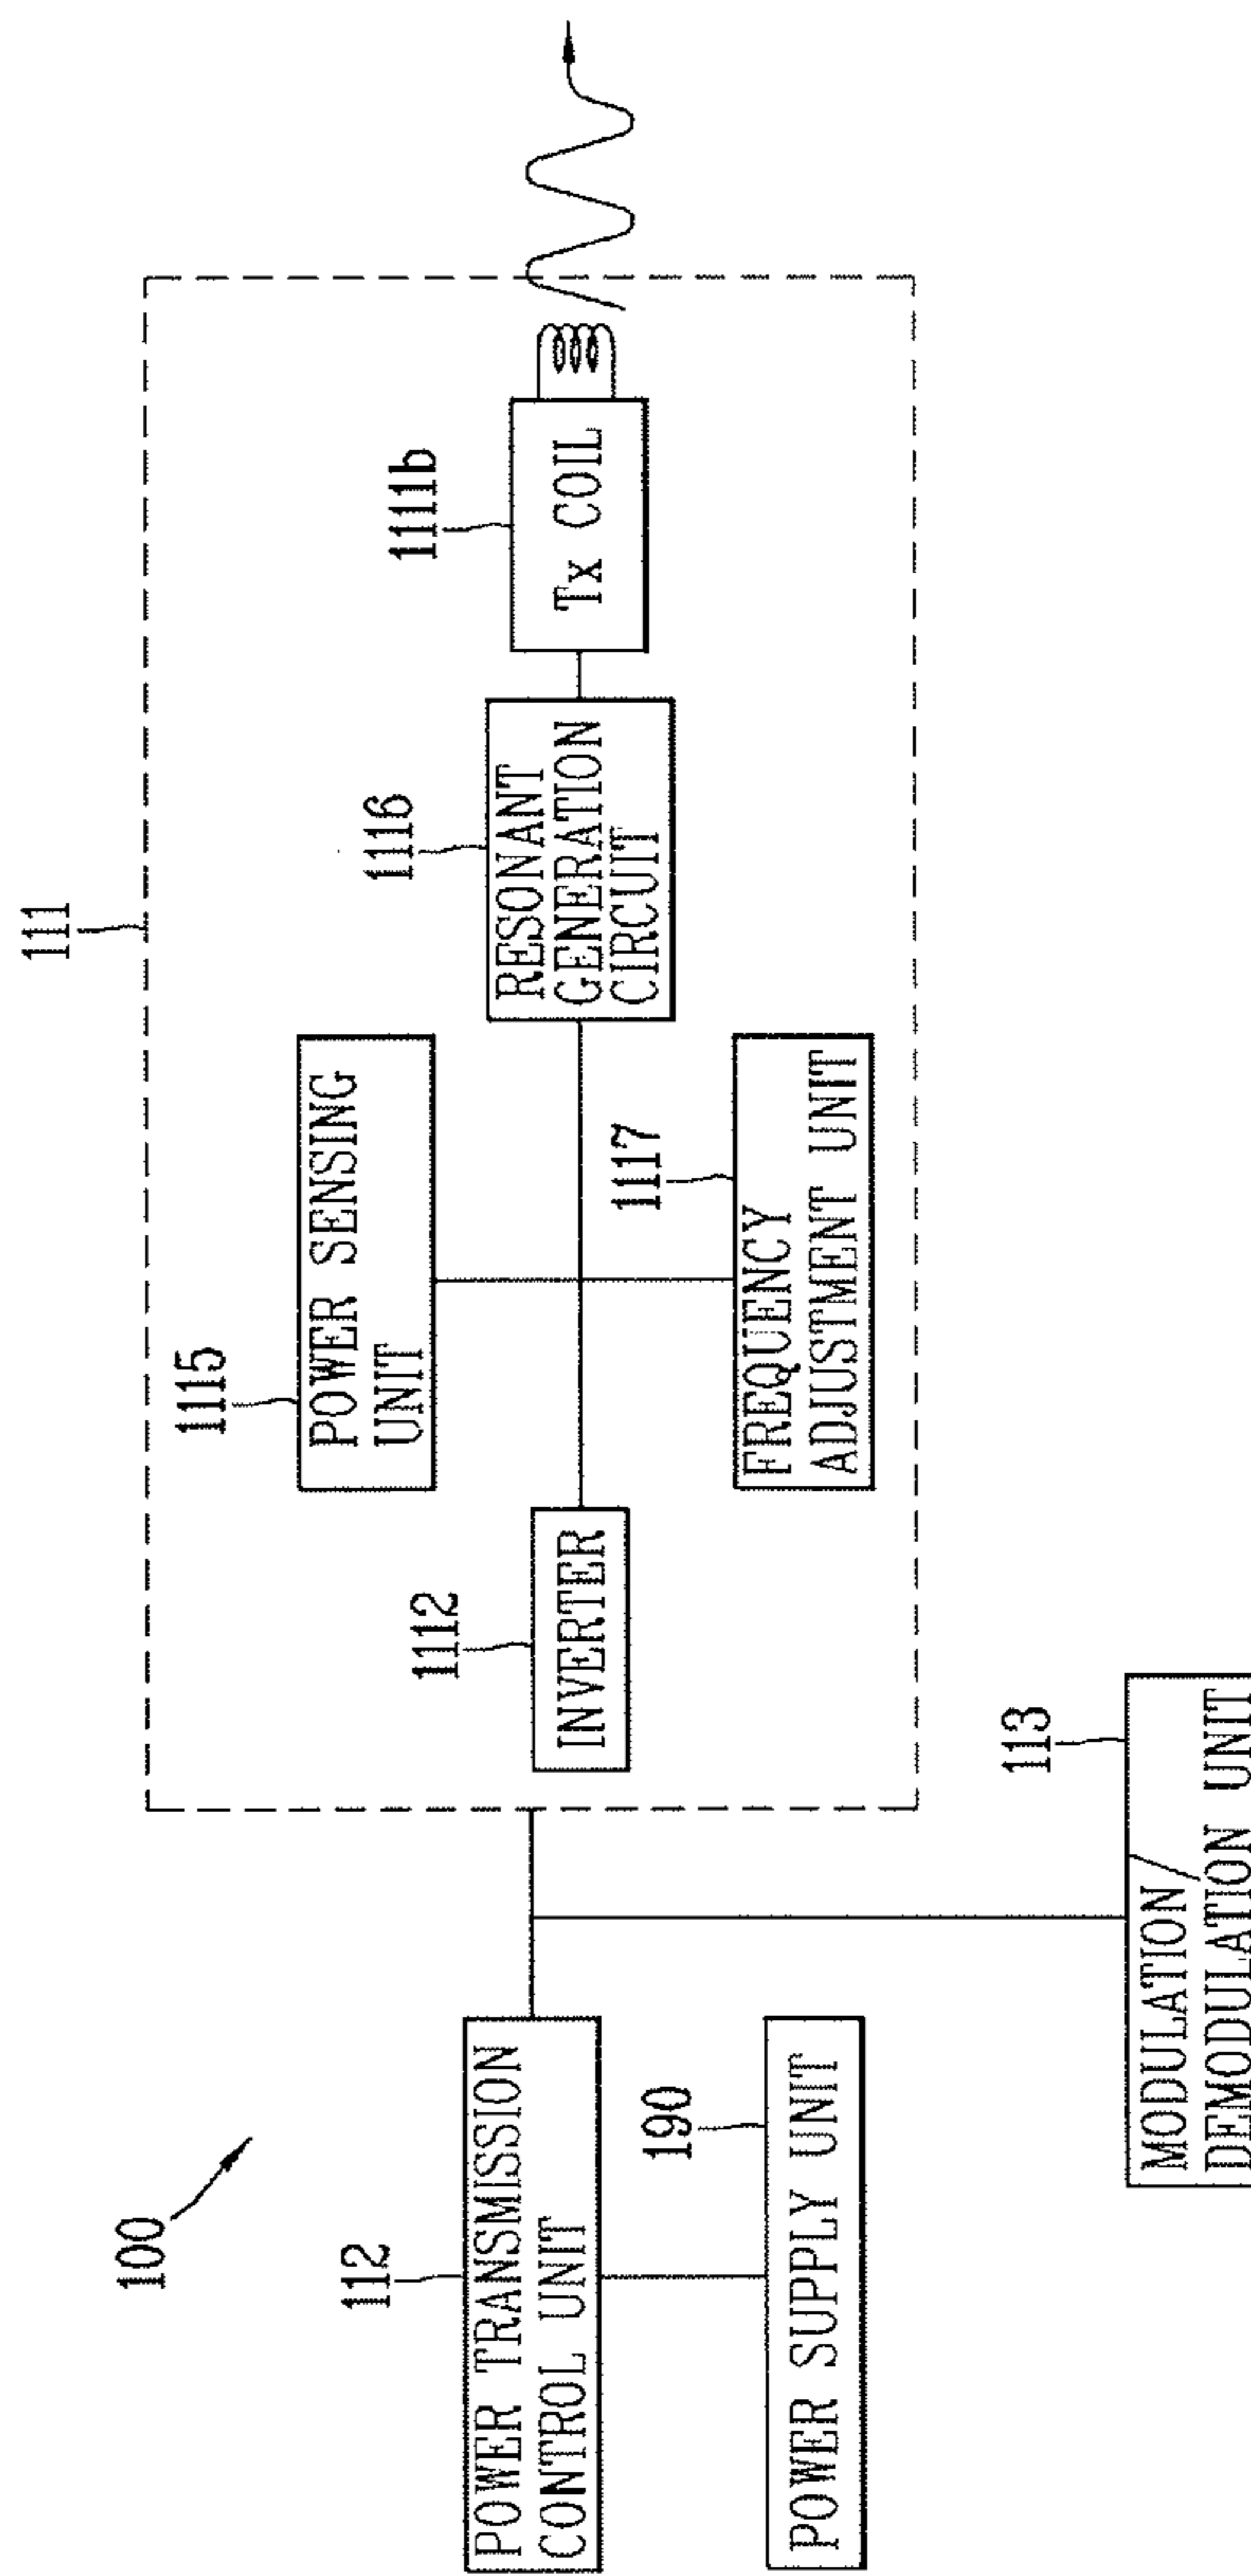 100
111
112
POWER TRANSMISSION
CONTROL UNIT
190
POWER SUPPLY UNIT
113
MODULATION /
DEMODULATION UNIT
1112
INVERTER
1115
POWER SENSING
UNIT
1117
FREQUENCY
ADJUSTMENT UNIT
1116
RESONANT
GENERATION
CIRCUIT
1111b
Tx COIL